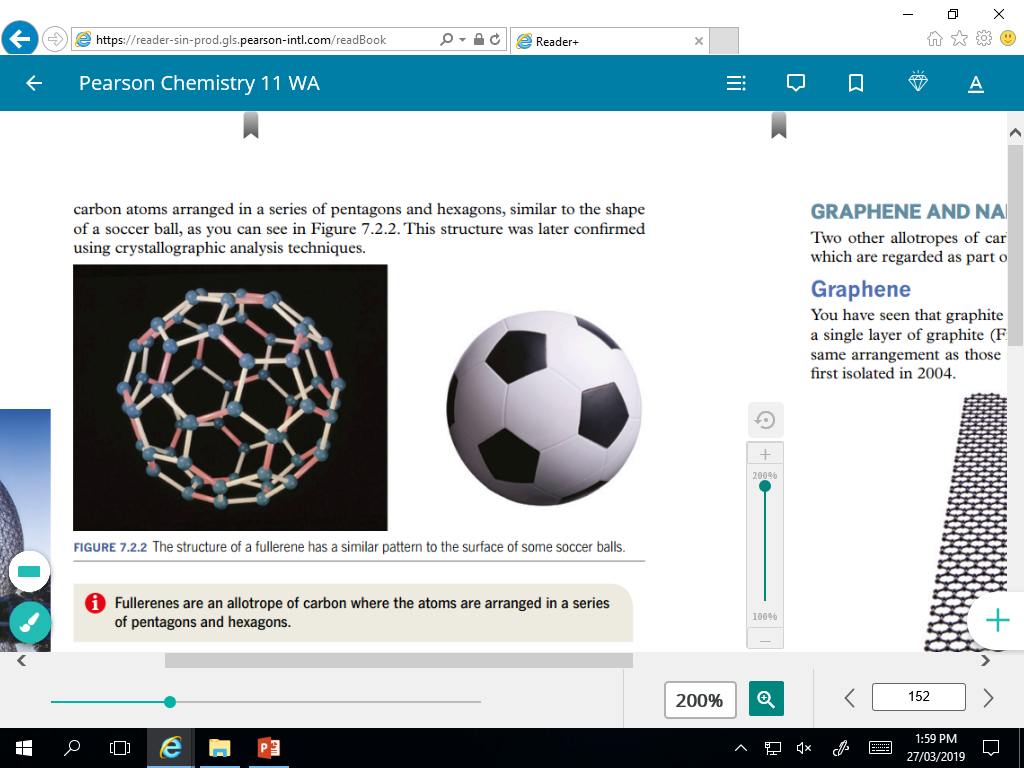 https://reader-sin-prod.gls.pearson-intl.com/readBook
Reader+
Pearson Chemistry 11 WA
A
carbon atoms arranged in a series of pentagons and hexagons, similar to the shape
of a soccer ball, as you can see in Figure 7.2.2. This structure was later confirmed
using crystallographic analysis techniques.
FIGURE 7.2.2 The structure of a fullerene has a similar pattern to the surface of some soccer balls.
i Fullerenes are an allotrope of carbon where the atoms are arranged in a series
of pentagons and hexagons.
GRAPHENE AND NA
Two other allotropes of car
which are regarded as part o
Graphene
You have seen that graphite
a single layer of graphite (F
same arrangement as those
first isolated in 2004.
200%
100%
200%
152
1:59 PM
27/03/2019